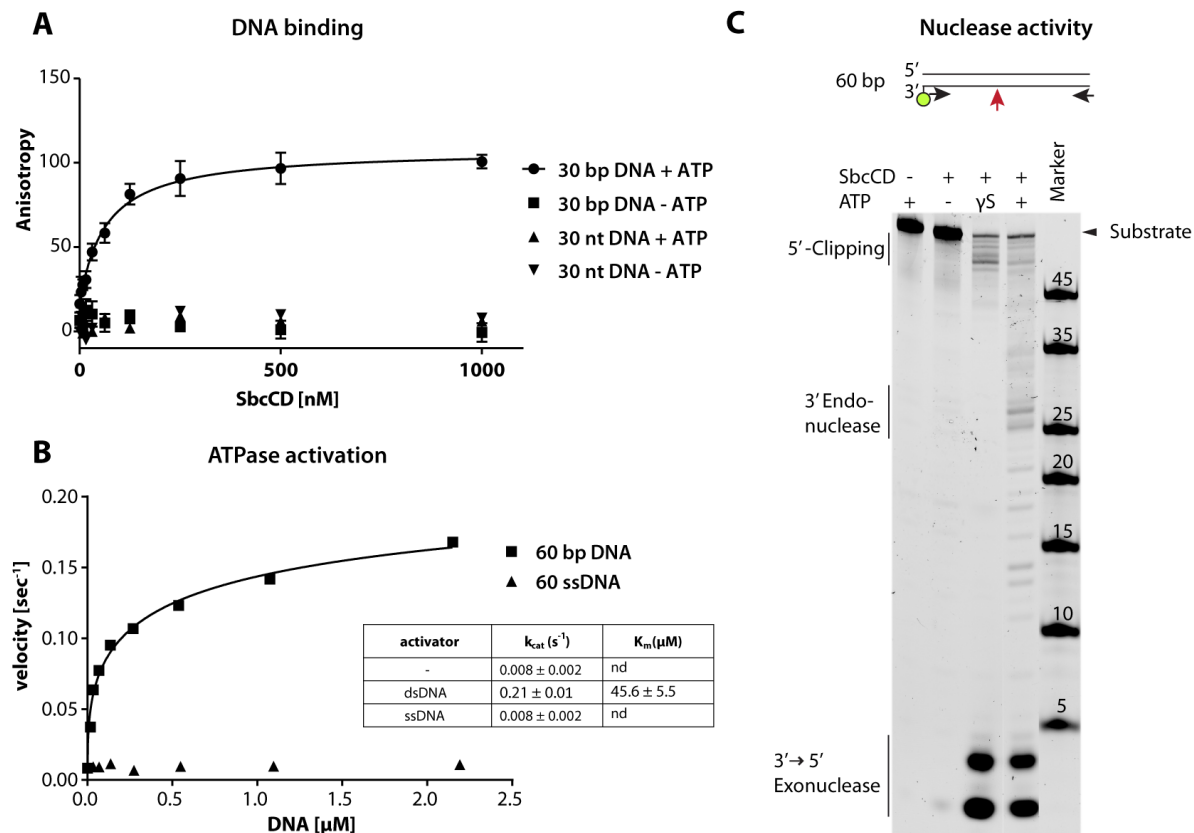 A
DNA binding
150
100
50
0
Anisotropy
0
500
1000
SbcCD [nM]
30 bp DNA + ATP
30 bp DNA - ATP
30 nt DNA + ATP
30 nt DNA - ATP
B
ATPase activation
0.20
0.15
0.10
0.05
0.00
velocity [sec⁻¹]
0.0
0.5
1.0
1.5
2.0
2.5
DNA [µM]
60 bp DNA
60 ssDNA
activator kcat (s⁻¹) Km(µM)
- 0.008 ± 0.002 nd
dsDNA 0.21 ± 0.01 45.6 ± 5.5
ssDNA 0.008 ± 0.002 nd
C
Nuclease activity
60 bp
5'
3'
SbcCD - + + +
ATP + - γS +
Marker
Substrate
5'-Clipping
3' Endo-
nuclease
3'→ 5'
Exonuclease
45
35
25
20
15
10
5